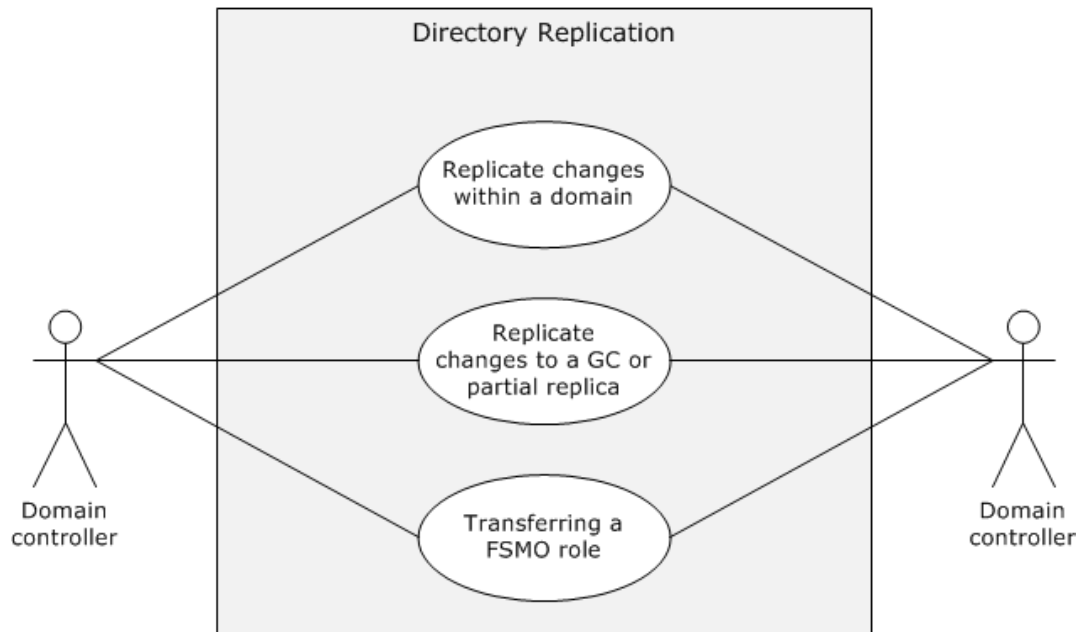 Directory Replication
Replicate changes
within a domain
Replicate
changes to a GC or
partial replica
Transferring a
FSMO role
Domain
controller
Domain
controller